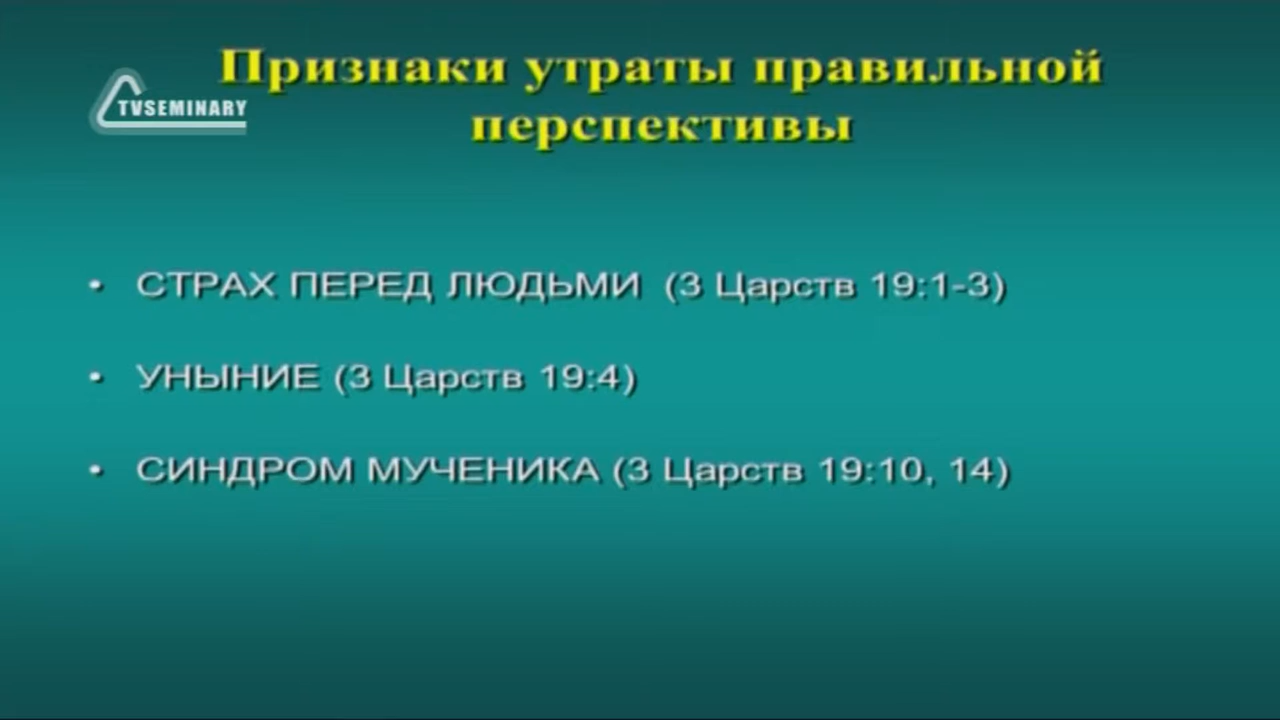 Признаки утраты правильной
перспективы
TVSEMINARY
• СТРАХ ПЕРЕД ЛЮДЬМИ (3 Царств 19:1-3)
• УНЫНИЕ (3 Царств 19:4)
• СИНДРОМ МУЧЕНИКА (3 Царств 19:10, 14)